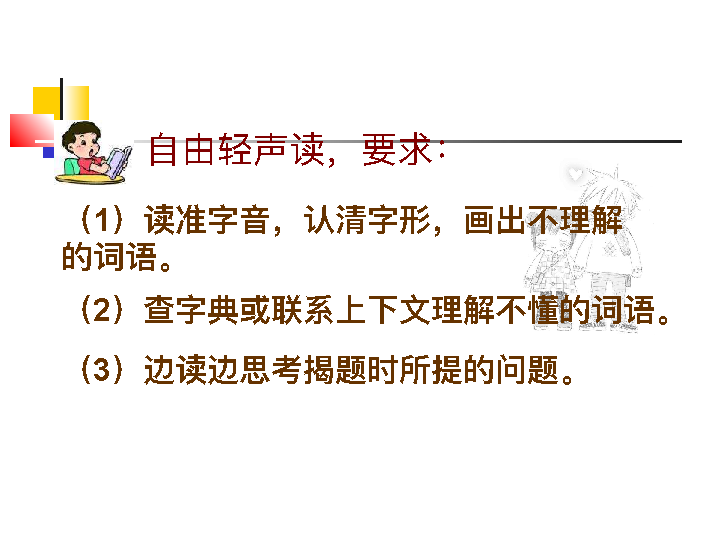 自由轻声读，要求：
（1）读准字音，认清字形，画出不理解
的词语。
（2）查字典或联系上下文理解不懂的词语。
（3）边读边思考揭题时所提的问题。